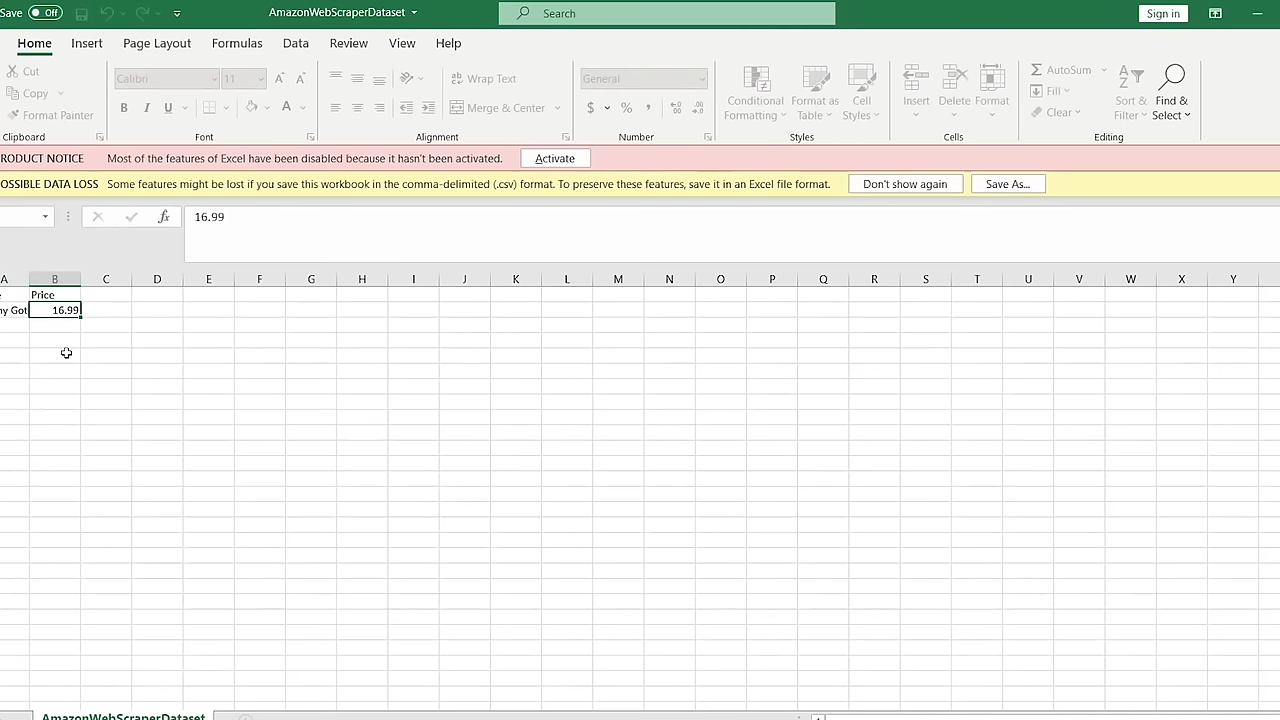 Save Off AmazonWebScraperDataset Search Sign in
Home Insert Page Layout Formulas Data Review View Help
Cut
Copy
Format Painter
Clipboard
Calibri 11
B I U A
Font
Wrap Text
Merge & Center
Alignment
General
$ % ,
Number
Conditional Formatting
Format as Table
Cell Styles
Styles
Insert Delete Format
Cells
AutoSum
Fill
Clear
Sort & Filter
Find & Select
Editing
RODUCT NOTICE Most of the features of Excel have been disabled because it hasn't been activated. Activate
OSSIBLE DATA LOSS Some features might be lost if you save this workbook in the comma-delimited (.csv) format. To preserve these features, save it in an Excel file format. Don't show again Save As...
fx 16.99
A B C D E F G H I J K L M N O P Q R S T U V W X Y
e Price
ny Got 16.99
AmazonWebScraperDataset